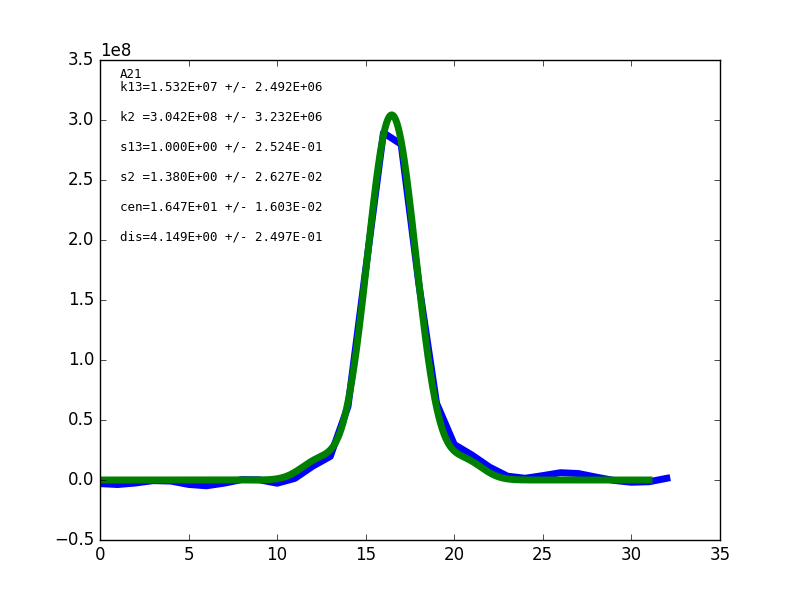 1e8
A21
k13=1.532E+07 +/- 2.492E+06
k2 =3.042E+08 +/- 3.232E+06
s13=1.000E+00 +/- 2.524E-01
s2 =1.380E+00 +/- 2.627E-02
cen=1.647E+01 +/- 1.603E-02
dis=4.149E+00 +/- 2.497E-01
3.5
3.0
2.5
2.0
1.5
1.0
0.5
0.0
−0.5
0 5 10 15 20 25 30 35